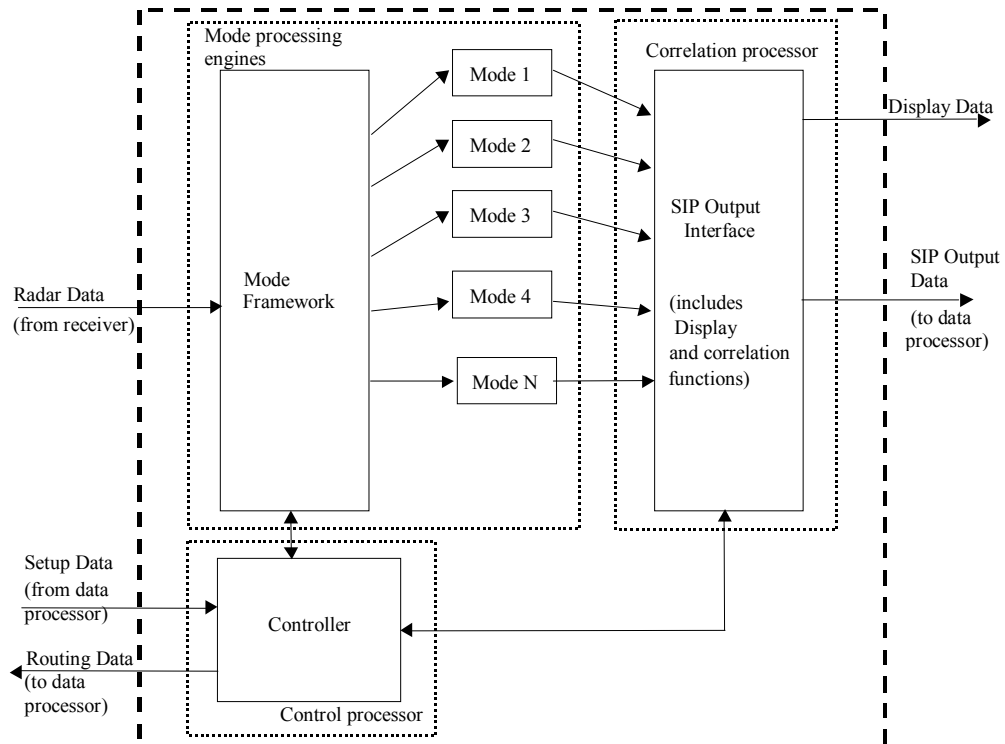 Mode processing
engines
Mode 1
Mode 2
Mode 3
Mode 4
Mode N
Mode
Framework
Radar Data
(from receiver)
Correlation processor
SIP Output
Interface
(includes
Display
and correlation
functions)
Display Data
SIP Output
Data
(to data
processor)
Setup Data
(from data
processor)
Routing Data
(to data
processor)
Controller
Control processor